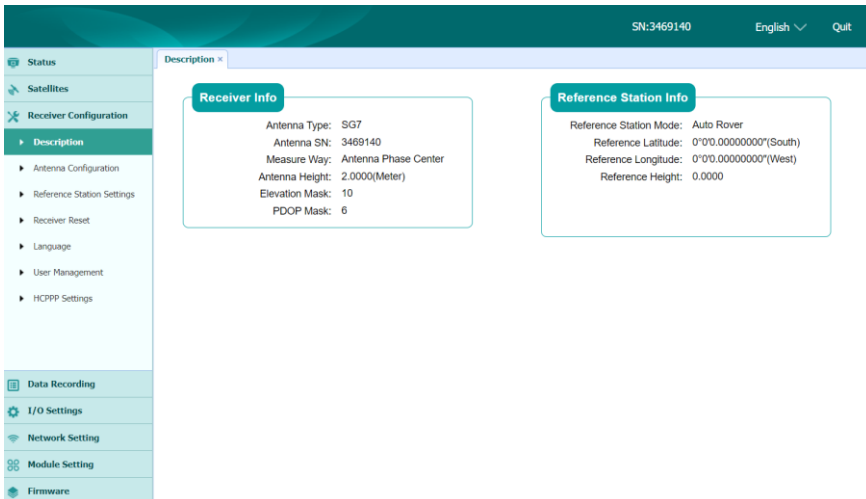 SN:3469140 English Quit
Status
Satellites
Receiver Configuration
Description
Antenna Configuration
Reference Station Settings
Receiver Reset
Language
User Management
HCPPP Settings
Data Recording
I/O Settings
Network Setting
Module Setting
Firmware
Description ×
Receiver Info
Antenna Type: SG7
Antenna SN: 3469140
Measure Way: Antenna Phase Center
Antenna Height: 2.0000(Meter)
Elevation Mask: 10
PDOP Mask: 6
Reference Station Info
Reference Station Mode: Auto Rover
Reference Latitude: 0°0'0.00000000"(South)
Reference Longitude: 0°0'0.00000000"(West)
Reference Height: 0.0000